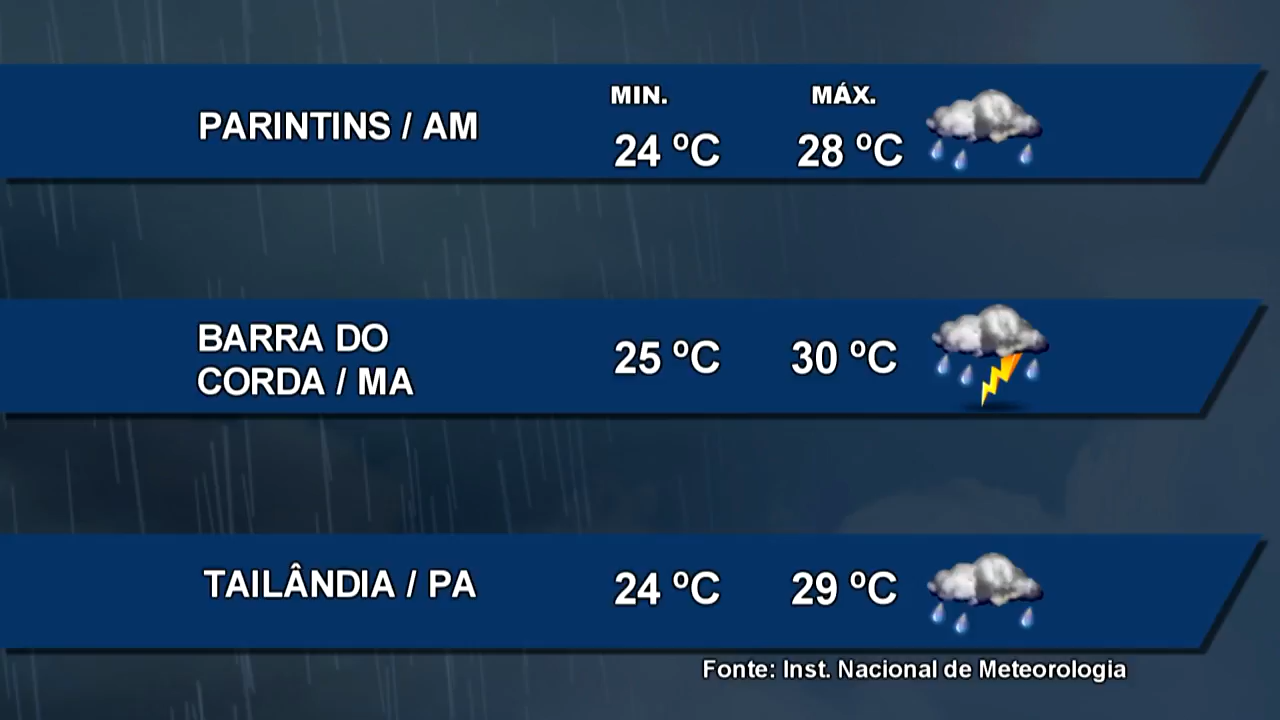 MIN. MÁX.
PARINTINS / AM 24 ºC 28 ºC
BARRA DO
CORDA / MA 25 ºC 30 ºC
TAILÂNDIA / PA 24 ºC 29 ºC
Fonte: Inst. Nacional de Meteorologia